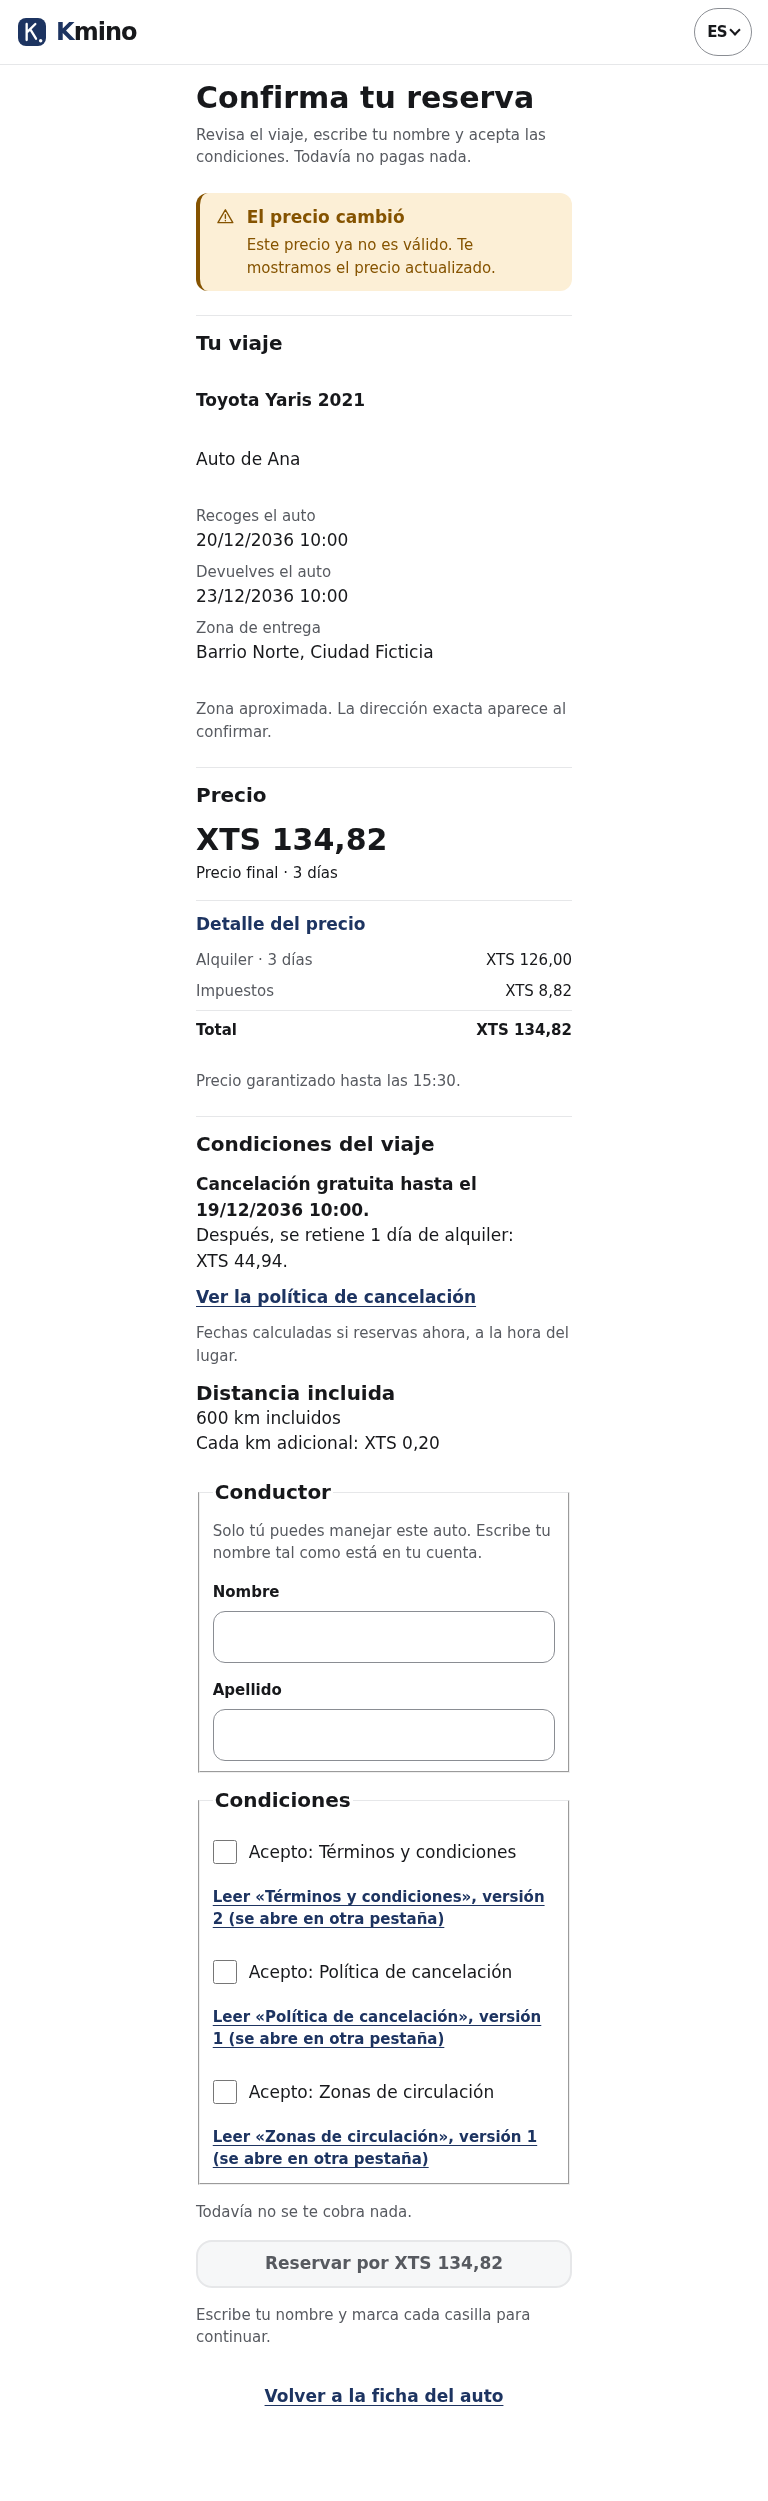 Kmino
ES
Confirma tu reserva
Revisa el viaje, escribe tu nombre y acepta las
condiciones. Todavía no pagas nada.
El precio cambió
Este precio ya no es válido. Te
mostramos el precio actualizado.
Tu viaje
Toyota Yaris 2021
Auto de Ana
Recoges el auto
20/12/2036 10:00
Devuelves el auto
23/12/2036 10:00
Zona de entrega
Barrio Norte, Ciudad Ficticia
Zona aproximada. La dirección exacta aparece al
confirmar.
Precio
XTS 134,82
Precio final · 3 días
Detalle del precio
Alquiler · 3 días XTS 126,00
Impuestos XTS 8,82
Total XTS 134,82
Precio garantizado hasta las 15:30.
Condiciones del viaje
Cancelación gratuita hasta el
19/12/2036 10:00.
Después, se retiene 1 día de alquiler:
XTS 44,94.
Ver la política de cancelación
Fechas calculadas si reservas ahora, a la hora del
lugar.
Distancia incluida
600 km incluidos
Cada km adicional: XTS 0,20
Conductor
Solo tú puedes manejar este auto. Escribe tu
nombre tal como está en tu cuenta.
Nombre
Apellido
Condiciones
Acepto: Términos y condiciones
Leer «Términos y condiciones», versión
2 (se abre en otra pestaña)
Acepto: Política de cancelación
Leer «Política de cancelación», versión
1 (se abre en otra pestaña)
Acepto: Zonas de circulación
Leer «Zonas de circulación», versión 1
(se abre en otra pestaña)
Todavía no se te cobra nada.
Reservar por XTS 134,82
Escribe tu nombre y marca cada casilla para
continuar.
Volver a la ficha del auto